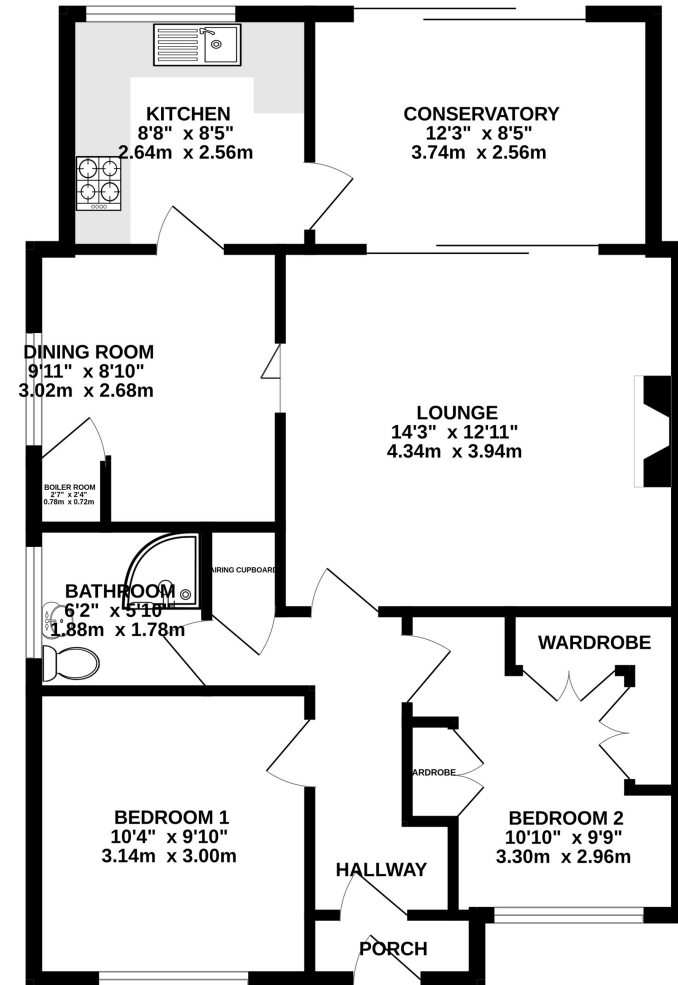 KITCHEN
8'8" x 8'5"
2.64m x 2.56m
CONSERVATORY
12'3" x 8'5"
3.74m x 2.56m
DINING ROOM
9'11" x 8'10"
3.02m x 2.68m
LOUNGE
14'3" x 12'11"
4.34m x 3.94m
BOILER ROOM
2'7" x 2'4"
0.78m x 0.72m
AIRING CUPBOARD
BATHROOM
6'2" x 5'10"
1.88m x 1.78m
WARDROBE
ARDROBE
BEDROOM 1
10'4" x 9'10"
3.14m x 3.00m
BEDROOM 2
10'10" x 9'9"
3.30m x 2.96m
HALLWAY
PORCH